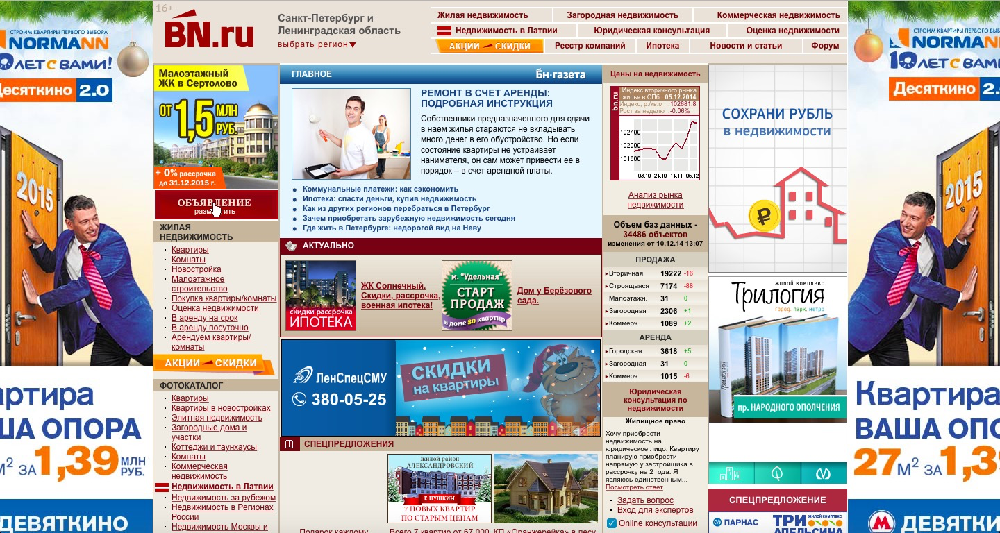 16+
BN.ru
Санкт-Петербург и
Ленинградская область
выбрать регион
Жилая недвижимость
Загородная недвижимость
Коммерческая недвижимость
Недвижимость в Латвии
Юридическая консультация
Оценка недвижимости
АКЦИИ СКИДКИ
Реестр компаний
Ипотека
Новости и статьи
Форум
СТРОИМ КВАРТИРЫ ПЕРВОГО ВЫБОРА
NORMANN
10 ЛЕТ С ВАМИ!
Десяткино 2.0
2015
артира
ША ОПОРА
М² ЗА 1,39 МЛН РУБ.
ДЕВЯТКИНО
Малоэтажный
ЖК в Сертолово
ОТ 1,5 МЛН РУБ.
+ 0% рассрочка
до 31.12.2015 г.
ОБЪЯВЛЕНИЕ
ЖИЛАЯ
НЕДВИЖИМОСТЬ
Квартиры
Комнаты
Новостройка
Малоэтажное
строительство
Покупка квартиры/комнаты
Оценка недвижимости
В аренду на срок
В аренду посуточно
Арендуем квартиры/
комнаты
АКЦИИ СКИДКИ
ФОТОКАТАЛОГ
Квартиры
Квартиры в новостройках
Элитная недвижимость
Загородные дома и
участки
Коттеджи и таунхаусы
Комнаты
Коммерческая
недвижимость
Недвижимость в Латвии
Недвижимость за рубежом
Недвижимость в Регионах
России
Недвижимость Москвы и
ГЛАВНОЕ
Бн·газета
РЕМОНТ В СЧЕТ АРЕНДЫ:
ПОДРОБНАЯ ИНСТРУКЦИЯ
Собственники предназначенного для сдачи
в наем жилья стараются не вкладывать
много денег в его обустройство. Но если
состояние квартиры не устраивает
нанимателя, он сам может привести ее в
порядок – в счет арендной платы.
Коммунальные платежи: как сэкономить
Ипотека: спасти деньги, купив недвижимость
Как из других регионов перебраться в Петербург
Зачем приобретать зарубежную недвижимость сегодня
Где жить в Петербурге: недорогой вид на Неву
АКТУАЛЬНО
скидки рассрочка
ИПОТЕКА
ЖК Солнечный.
Скидки, рассрочка,
военная ипотека!
м. "Удельная"
СТАРТ
ПРОДАЖ
в доме 80 квартир
Дом у Берёзового
сада.
ЛенСпецСМУ
380-05-25
СКИДКИ
на квартиры
СПЕЦПРЕДЛОЖЕНИЯ
жилой район
АЛЕКСАНДРОВСКИЙ
Г. ПУШКИН
7 НОВЫХ КВАРТИР
ПО СТАРЫМ ЦЕНАМ
Подарок каждому
Всего 7 квартир от 67 000
КП «Оранжерейка» в лесу
Цены на недвижимость
bn.ru
Индекс вторичного рынка
жилья в СПб 05.12.2014
Индекс, р./кв.м :102681.8
Рост за неделю :-0.06%
102400
102000
101600
03.10 24.10 14.11 05.12
Анализ рынка
недвижимости
Объем баз данных -
34486 объектов
изменения от 10.12.14 13:07
ПРОДАЖА
Вторичная 19222 -16
Строящаяся 7174 -88
Малоэтажн. 31 0
Загородная 2306 +1
Коммерч. 1089 +2
АРЕНДА
Городская 3618 +5
Загородная 31 0
Коммерч. 1015 -6
Юридическая
консультация по
недвижимости
Жилищное право
Хочу приобрести
недвижимость на
юридическое лицо. Квартиру
планирую приобрести
напрямую у застройщика в
рассрочку на 2 года. Я
являюсь единственным...
Посмотреть ответ
Задать вопрос
Вход для экспертов
Online консультации
СОХРАНИ РУБЛЬ
в недвижимости
жилой комплекс
Трилогия
город. парк. метро
Трилогия
пр. НАРОДНОГО ОПОЛЧЕНИЯ
СПЕЦПРЕДЛОЖЕНИЕ
ПАРНАС
ТРИ
ЖИЛОЙ КОМПЛЕКС
АПЕЛЬСИНА
СТРОИМ КВАРТИРЫ ПЕРВОГО ВЫБ
NORMAN
10 ЛЕТ С ВАМИ
Десяткино 2.
2015
Квартира
ВАША ОПО
27 М² ЗА 1,3
ДЕВЯТКИ